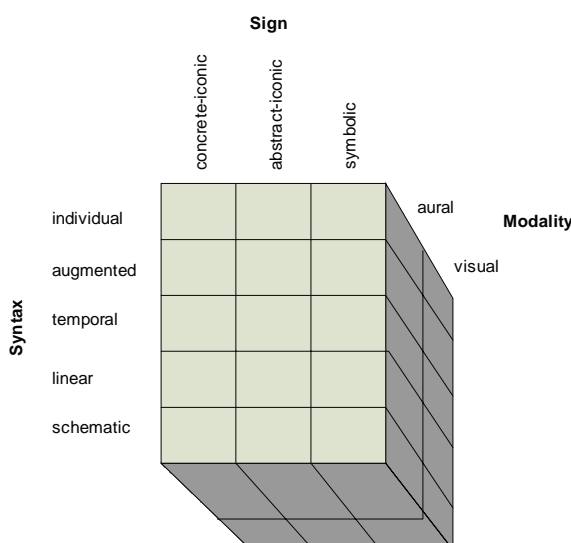 Sign
concrete-iconic
abstract-iconic
symbolic
aural
Modality
visual
Syntax
individual
augmented
temporal
linear
schematic